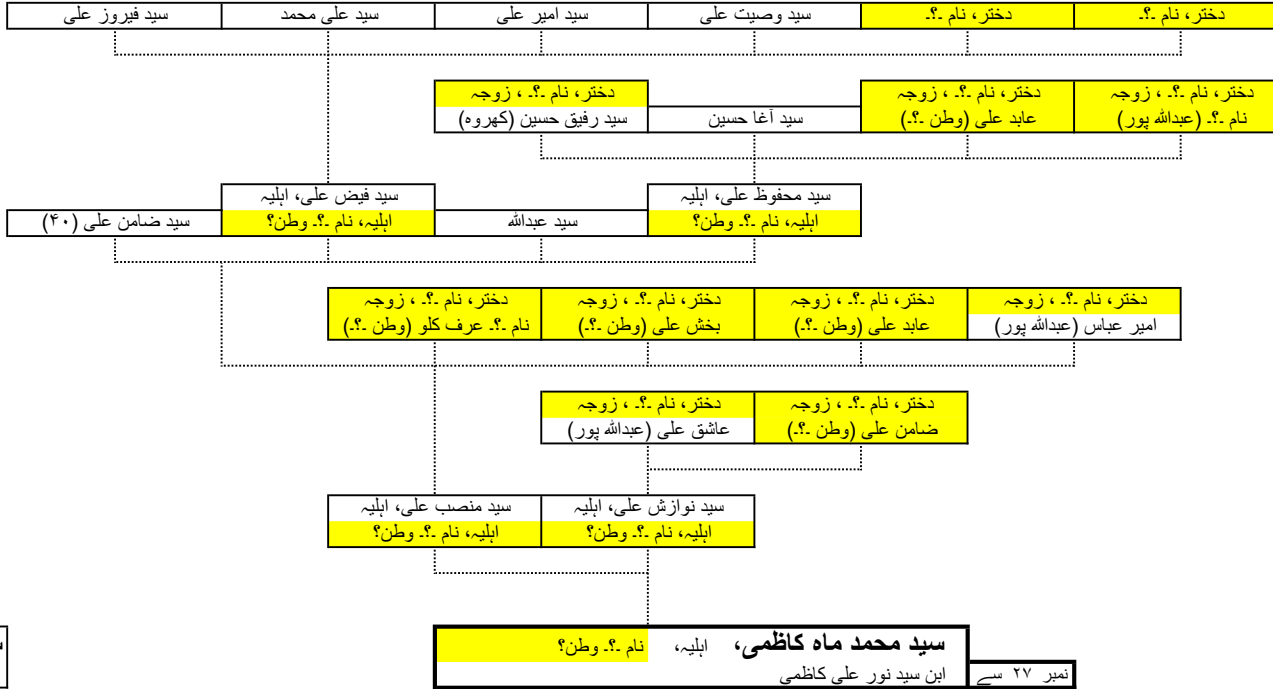 دختر، نام ۔؟۔
دختر، نام ۔؟۔
سید وصیت علی
سید امیر علی
سید علی محمد
سید فیروز علی
دختر، نام ۔؟۔ ، زوجہ
نام ۔؟۔ (عبداللہ پور)
دختر، نام ۔؟۔ ، زوجہ
عابد علی (وطن ۔؟۔)
سید آغا حسین
دختر، نام ۔؟۔ ، زوجہ
سید رفیق حسین (کھروہ)
سید محفوظ علی، اہلیہ
اہلیہ، نام ۔؟۔ وطن؟
سید عبداللہ
سید فیض علی، اہلیہ
اہلیہ، نام ۔؟۔ وطن؟
سید ضامن علی (۴۰)
دختر، نام ۔؟۔ ، زوجہ
امیر عباس (عبداللہ پور)
دختر، نام ۔؟۔ ، زوجہ
عابد علی (وطن ۔؟۔)
دختر، نام ۔؟۔ ، زوجہ
بخش علی (وطن ۔؟۔)
دختر، نام ۔؟۔ ، زوجہ
نام ۔؟۔ عرف کلو (وطن ۔؟۔)
دختر، نام ۔؟۔ ، زوجہ
ضامن علی (وطن ۔؟۔)
دختر، نام ۔؟۔ ، زوجہ
عاشق علی (عبداللہ پور)
سید نوازش علی، اہلیہ
اہلیہ، نام ۔؟۔ وطن؟
سید منصب علی، اہلیہ
اہلیہ، نام ۔؟۔ وطن؟
سید محمد ماہ کاظمی، اہلیہ، نام ۔؟۔ وطن؟
نمبر ۲۷ سے ابن سید نور علی کاظمی